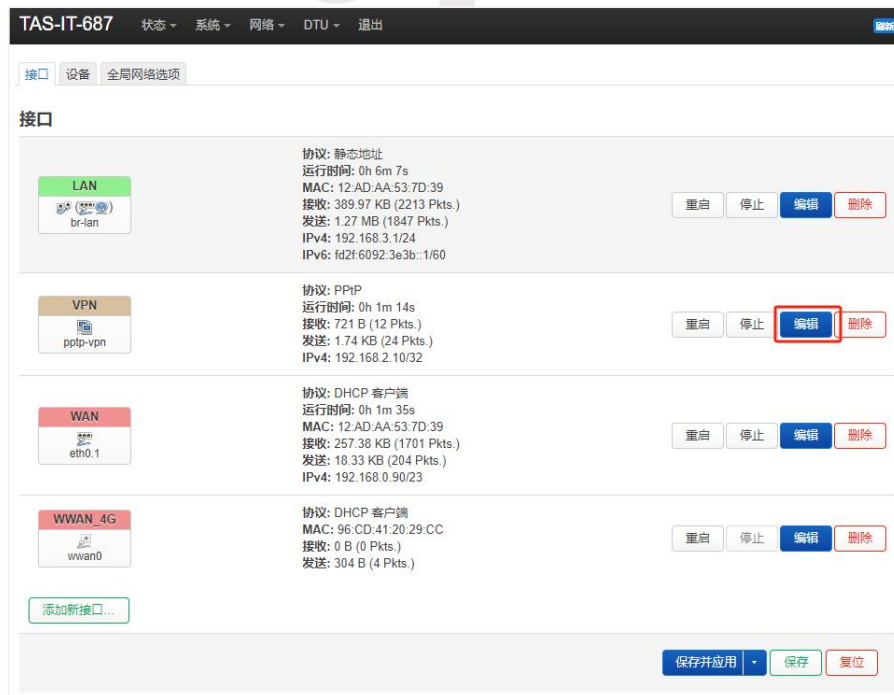 TAS-IT-687 状态 系统 网络 DTU 退出 刷新
接口 设备 全局网络选项
接口
LAN
br-lan
协议: 静态地址
运行时间: 0h 6m 7s
MAC: 12:AD:AA:53:7D:39
接收: 389.97 KB (2213 Pkts.)
发送: 1.27 MB (1847 Pkts.)
IPv4: 192.168.3.1/24
IPv6: fd2f:6092:3e3b::1/60
重启 停止 编辑 删除
VPN
pptp-vpn
协议: PPtP
运行时间: 0h 1m 14s
接收: 721 B (12 Pkts.)
发送: 1.74 KB (24 Pkts.)
IPv4: 192.168.2.10/32
重启 停止 编辑 删除
WAN
eth0.1
协议: DHCP 客户端
运行时间: 0h 1m 35s
MAC: 12:AD:AA:53:7D:39
接收: 257.38 KB (1701 Pkts.)
发送: 18.33 KB (204 Pkts.)
IPv4: 192.168.0.90/23
重启 停止 编辑 删除
WWAN_4G
wwan0
协议: DHCP 客户端
MAC: 96:CD:41:20:29:CC
接收: 0 B (0 Pkts.)
发送: 304 B (4 Pkts.)
重启 停止 编辑 删除
添加新接口...
保存并应用 保存 复位